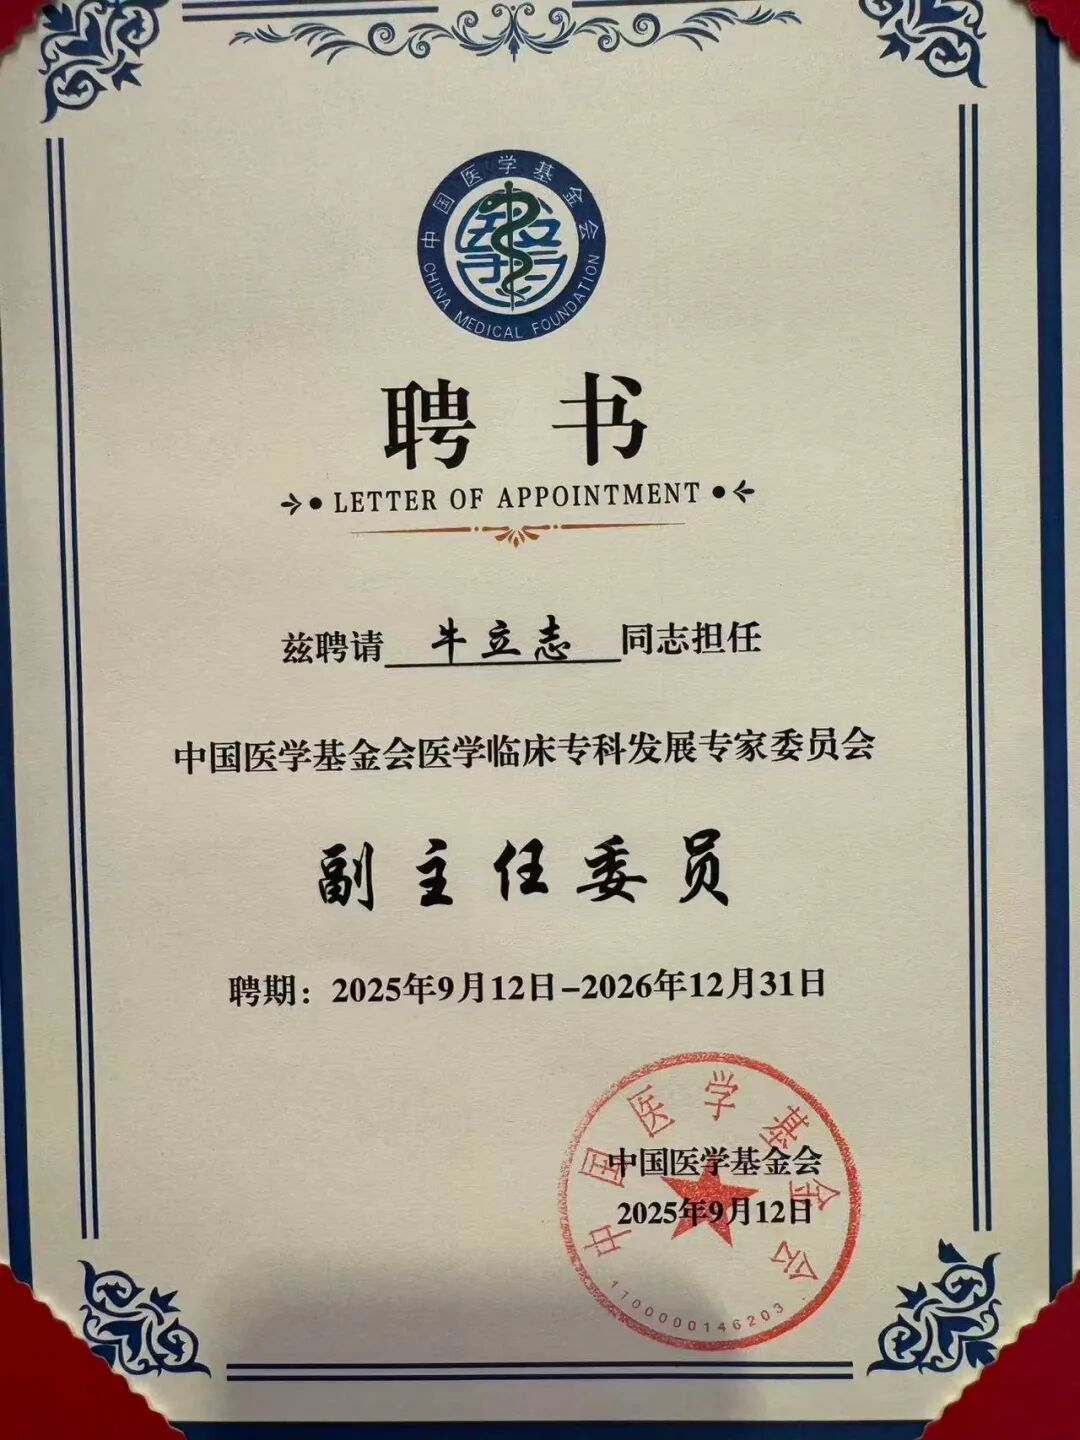 中国医学基金会
CHINA MEDICAL FOUNDATION
聘书
LETTER OF APPOINTMENT
兹聘请 牛立志 同志担任
中国医学基金会医学临床专科发展专家委员会
副主任委员
聘期：2025年9月12日-2026年12月31日
中国医学基金会
中国医学基金会
2025年9月12日
1100000146203